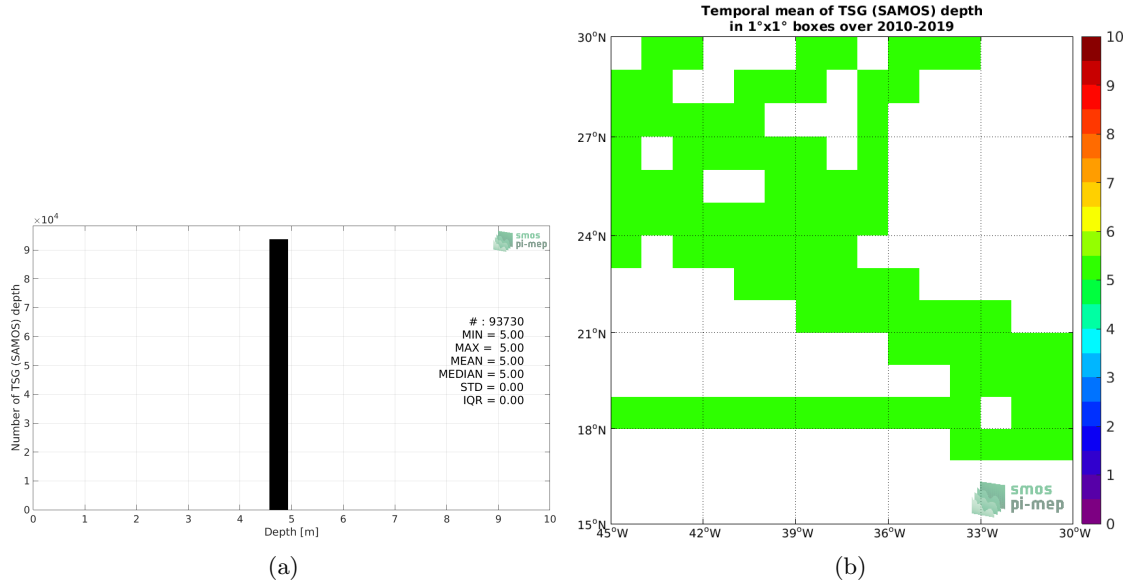 ×10⁴
9
8
7
6
5
4
3
2
1
0
Number of TSG (SAMOS) depth
smos
pi-mep
# : 93730
MIN = 5.00
MAX = 5.00
MEAN = 5.00
MEDIAN = 5.00
STD = 0.00
IQR = 0.00
0 1 2 3 4 5 6 7 8 9 10
Depth [m]
(a)
Temporal mean of TSG (SAMOS) depth
in 1°x1° boxes over 2010-2019
30°N
27°N
24°N
21°N
18°N
15°N
45°W 42°W 39°W 36°W 33°W 30°W
smos
pi-mep
10
9
8
7
6
5
4
3
2
1
0
(b)